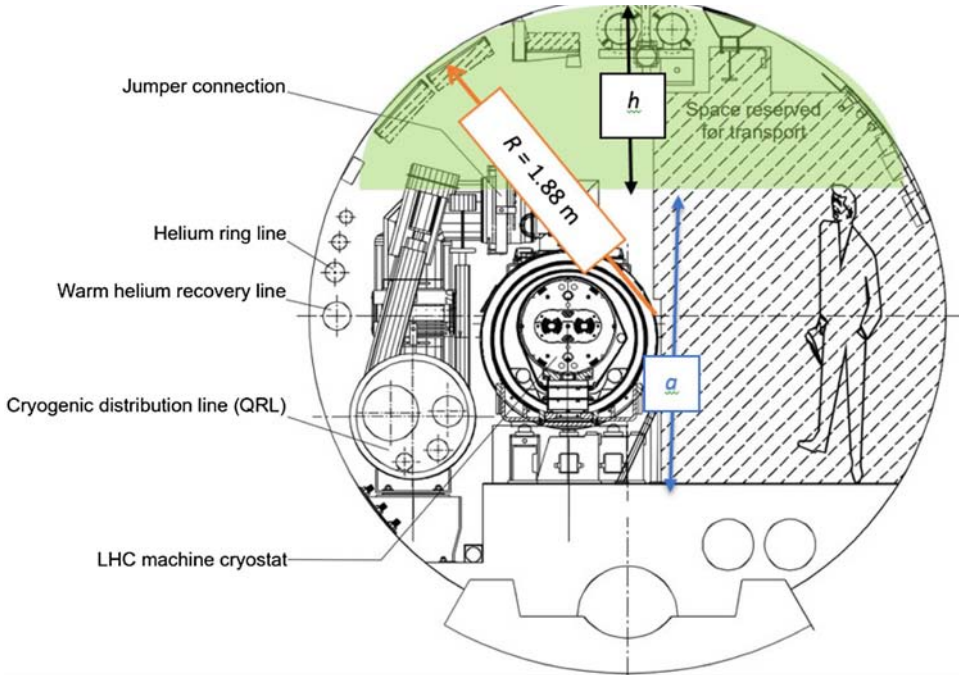 h
Jumper connection
Space reserved
for transport
R = 1.88 m
Helium ring line
Warm helium recovery line
a
Cryogenic distribution line (QRL)
LHC machine cryostat